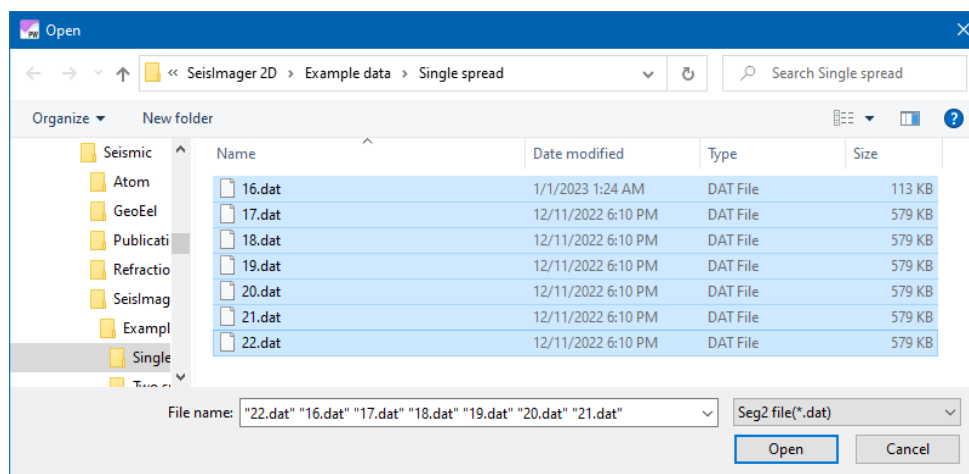 PW Open
« SeisImager 2D > Example data > Single spread Search Single spread
Organize New folder ?
Seismic
Atom
GeoEel
Publicati
Refractio
SeisImag
Exampl
Single
Name Date modified Type Size
16.dat 1/1/2023 1:24 AM DAT File 113 KB
17.dat 12/11/2022 6:10 PM DAT File 579 KB
18.dat 12/11/2022 6:10 PM DAT File 579 KB
19.dat 12/11/2022 6:10 PM DAT File 579 KB
20.dat 12/11/2022 6:10 PM DAT File 579 KB
21.dat 12/11/2022 6:10 PM DAT File 579 KB
22.dat 12/11/2022 6:10 PM DAT File 579 KB
File name: "22.dat" "16.dat" "17.dat" "18.dat" "19.dat" "20.dat" "21.dat" Seg2 file(*.dat)
Open Cancel